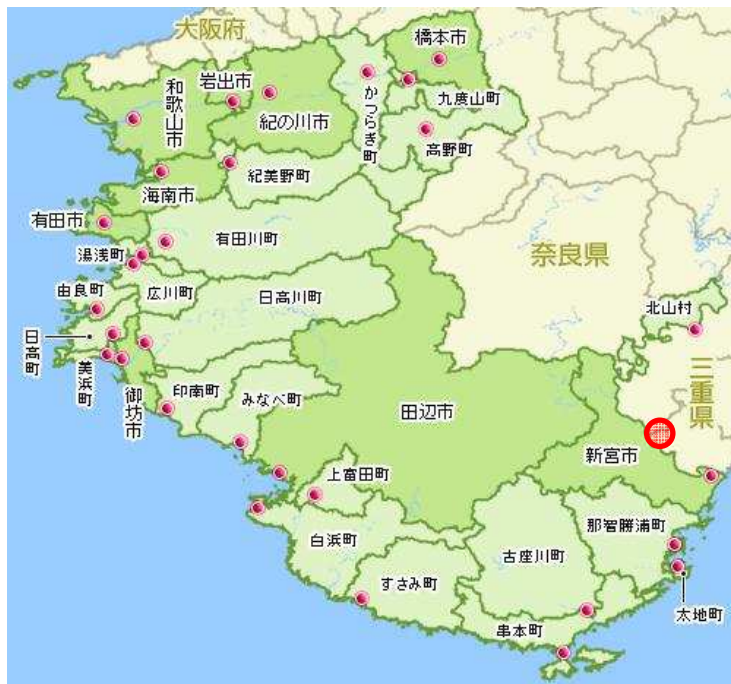 大阪府
橋本市
岩出市
和歌山市
かつらぎ町
九度山町
紀の川市
高野町
紀美野町
海南市
有田市
有田川町
奈良県
湯浅町
由良町
広川町
日高川町
北山村
日高町
美浜町
御坊市
印南町
みなべ町
田辺市
三重県
新宮市
上富田町
那智勝浦町
白浜町
古座川町
すさみ町
太地町
串本町